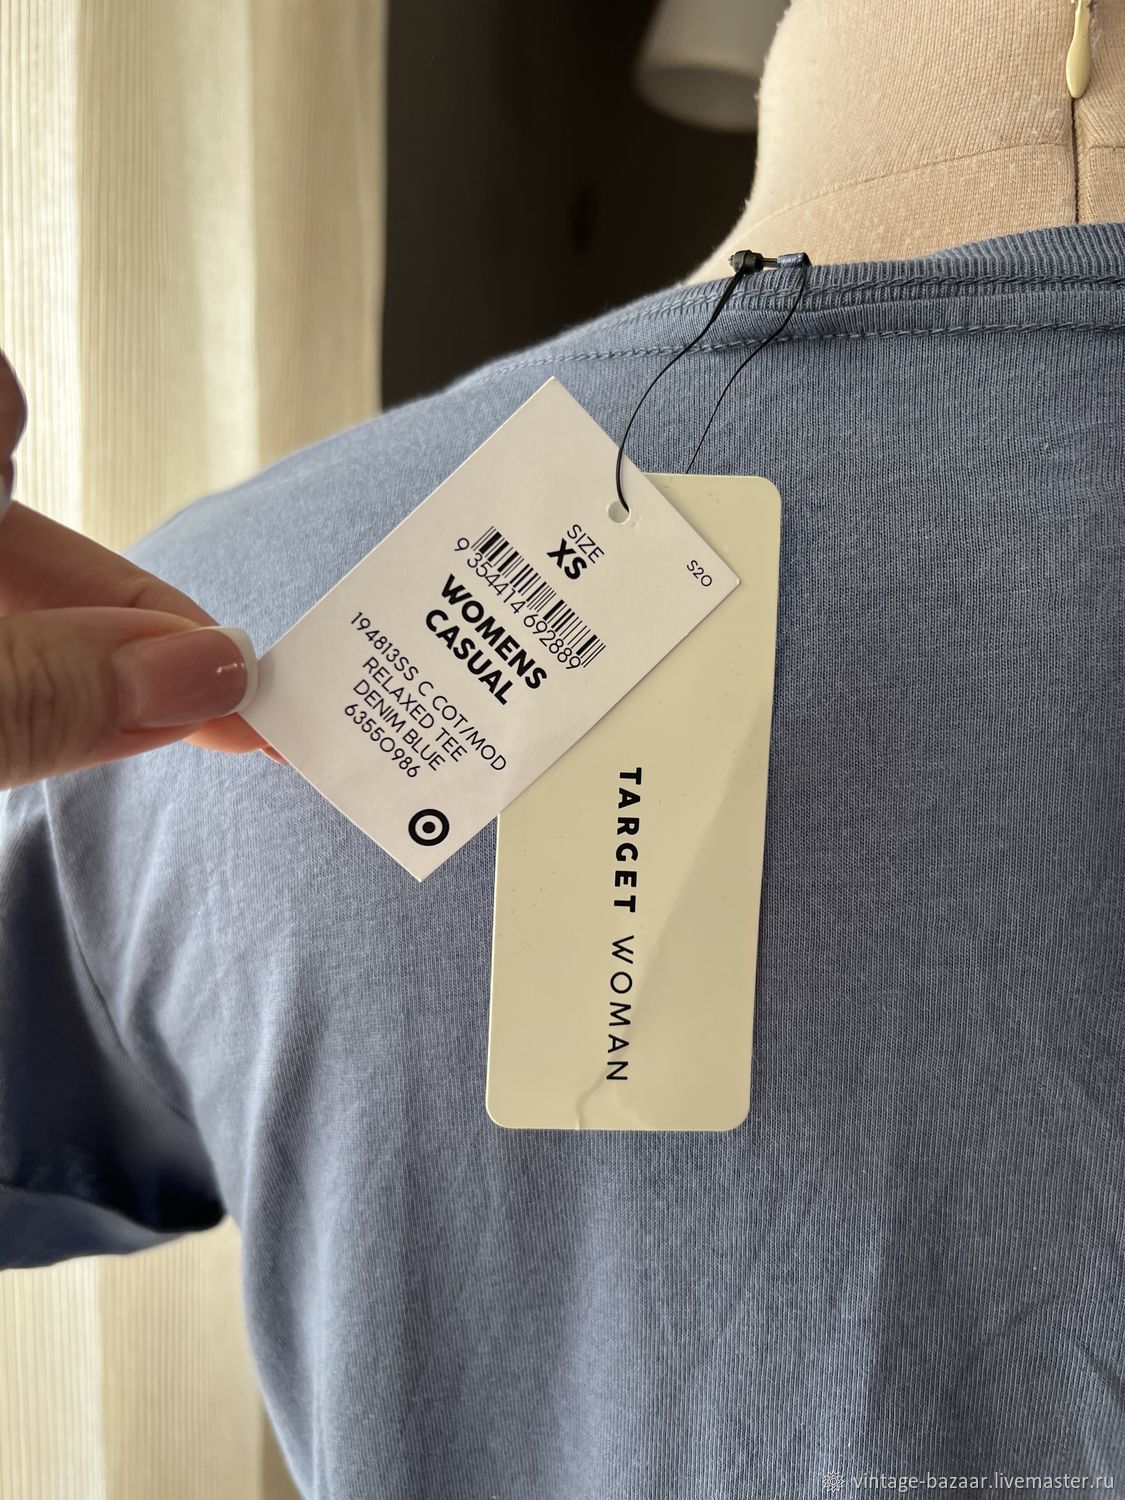 SIZE
XS
S20
9 354414 692889
WOMENS
CASUAL
194813SS C COT/MOD
RELAXED TEE
DENIM BLUE
63550986
TARGET WOMAN
vintage-bazaar.livemaster.ru